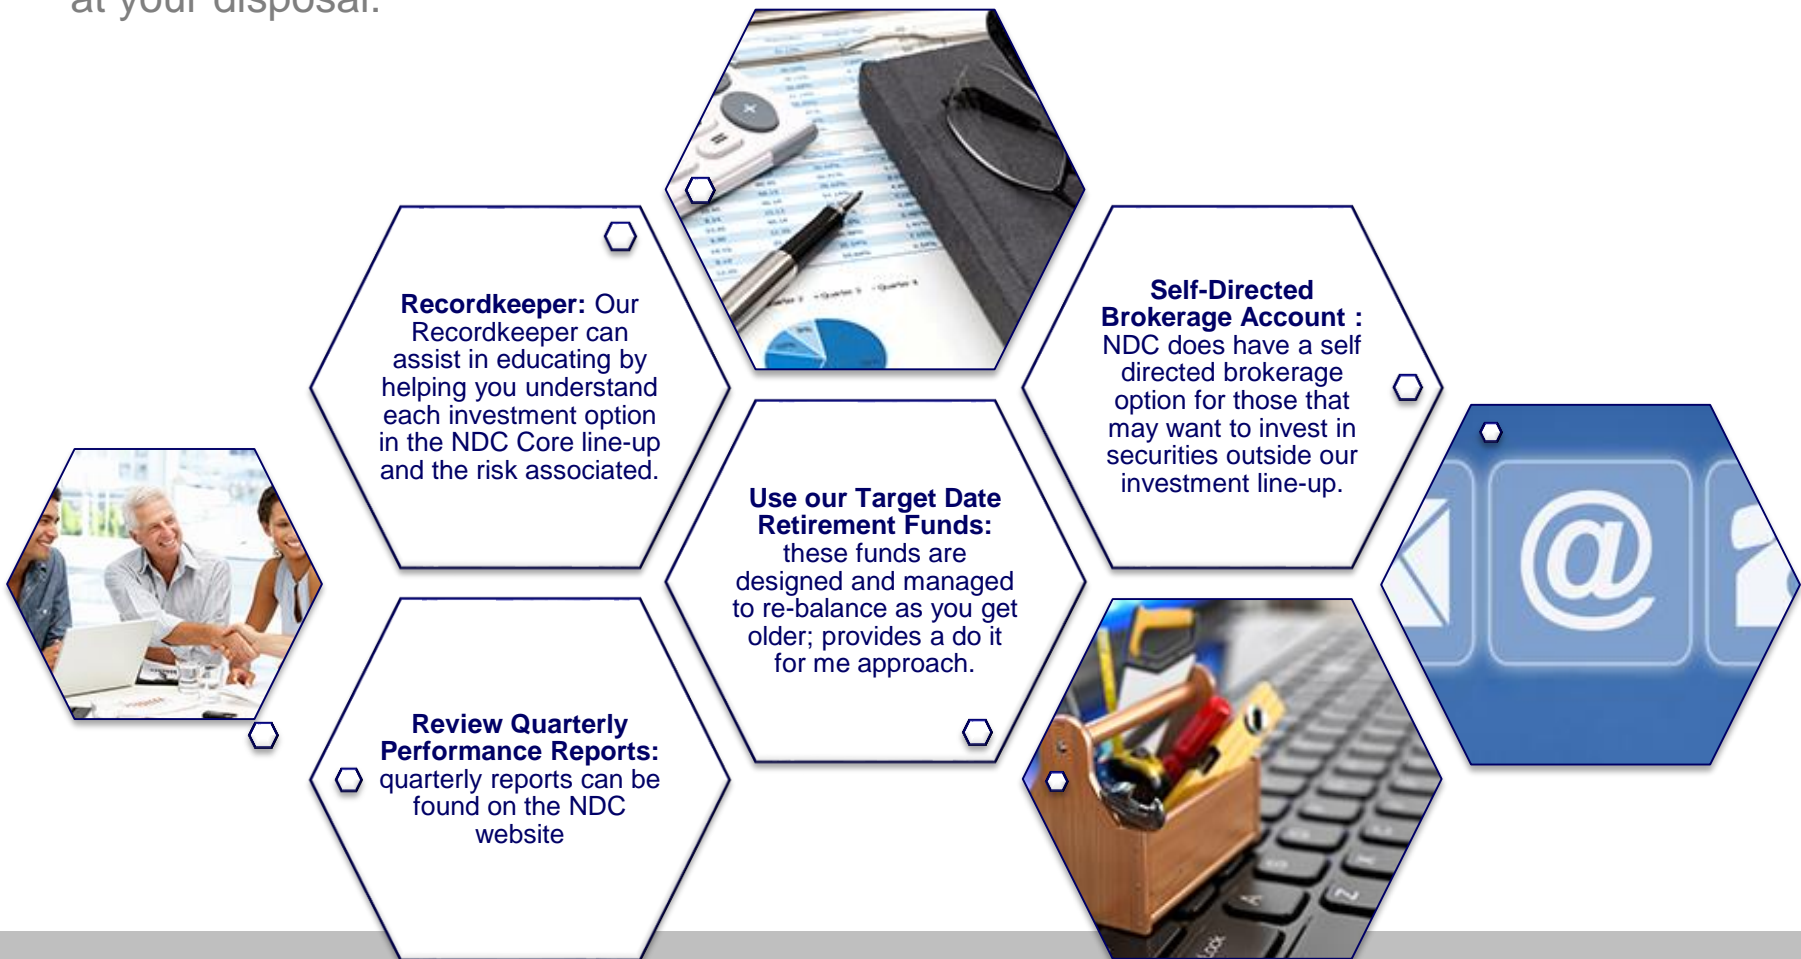 at your disposal.
Recordkeeper: Our
Recordkeeper can
assist in educating by
helping you understand
each investment option
in the NDC Core line-up
and the risk associated.
Review Quarterly
Performance Reports:
quarterly reports can be
found on the NDC
website
Use our Target Date
Retirement Funds:
these funds are
designed and managed
to re-balance as you get
older; provides a do it
for me approach.
Self-Directed
Brokerage Account :
NDC does have a self
directed brokerage
option for those that
may want to invest in
securities outside our
investment line-up.
@